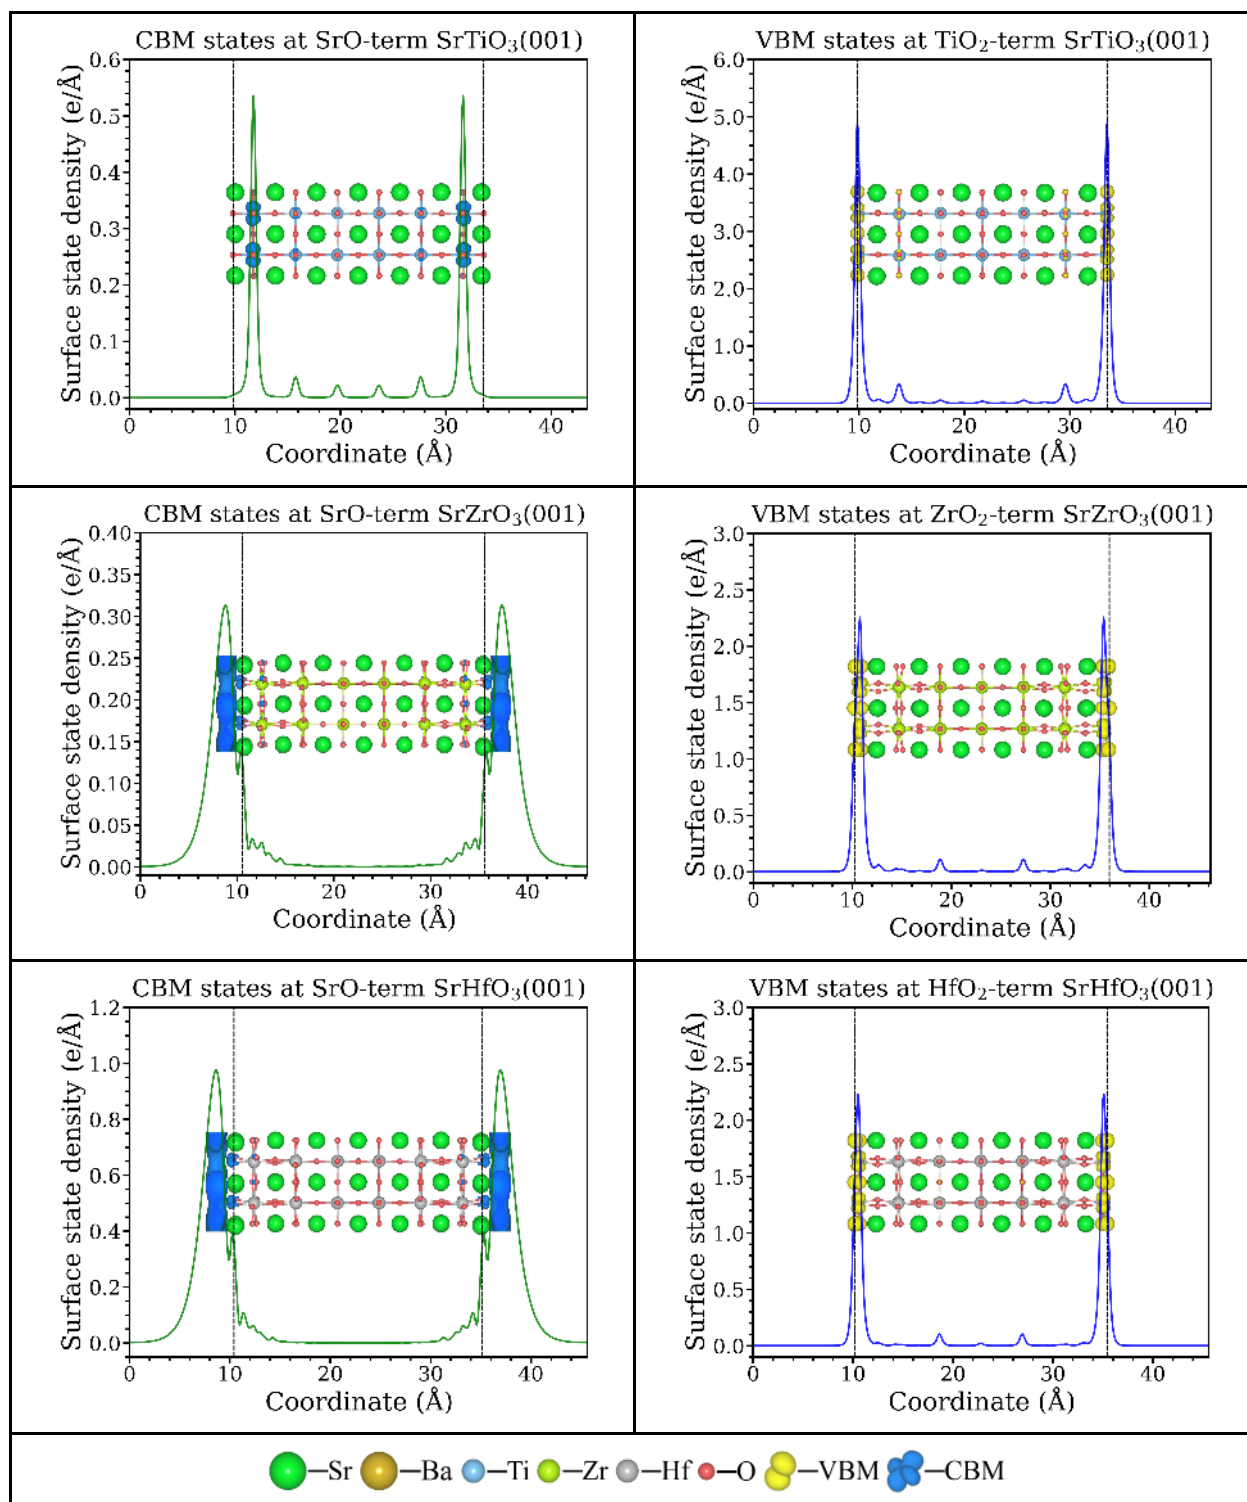 CBM states at SrO-term SrTiO₃(001)
Surface state density (e/Å)
0.6
0.5
0.4
0.3
0.2
0.1
0.0
0 10 20 30 40
Coordinate (Å)
VBM states at TiO₂-term SrTiO₃(001)
Surface state density (e/Å)
6.0
5.0
4.0
3.0
2.0
1.0
0.0
0 10 20 30 40
Coordinate (Å)
CBM states at SrO-term SrZrO₃(001)
Surface state density (e/Å)
0.40
0.35
0.30
0.25
0.20
0.15
0.10
0.05
0.00
0 10 20 30 40
Coordinate (Å)
VBM states at ZrO₂-term SrZrO₃(001)
Surface state density (e/Å)
3.0
2.5
2.0
1.5
1.0
0.5
0.0
0 10 20 30 40
Coordinate (Å)
CBM states at SrO-term SrHfO₃(001)
Surface state density (e/Å)
1.2
1.0
0.8
0.6
0.4
0.2
0.0
0 10 20 30 40
Coordinate (Å)
VBM states at HfO₂-term SrHfO₃(001)
Surface state density (e/Å)
3.0
2.5
2.0
1.5
1.0
0.5
0.0
0 10 20 30 40
Coordinate (Å)
–Sr –Ba –Ti –Zr –Hf –O –VBM –CBM